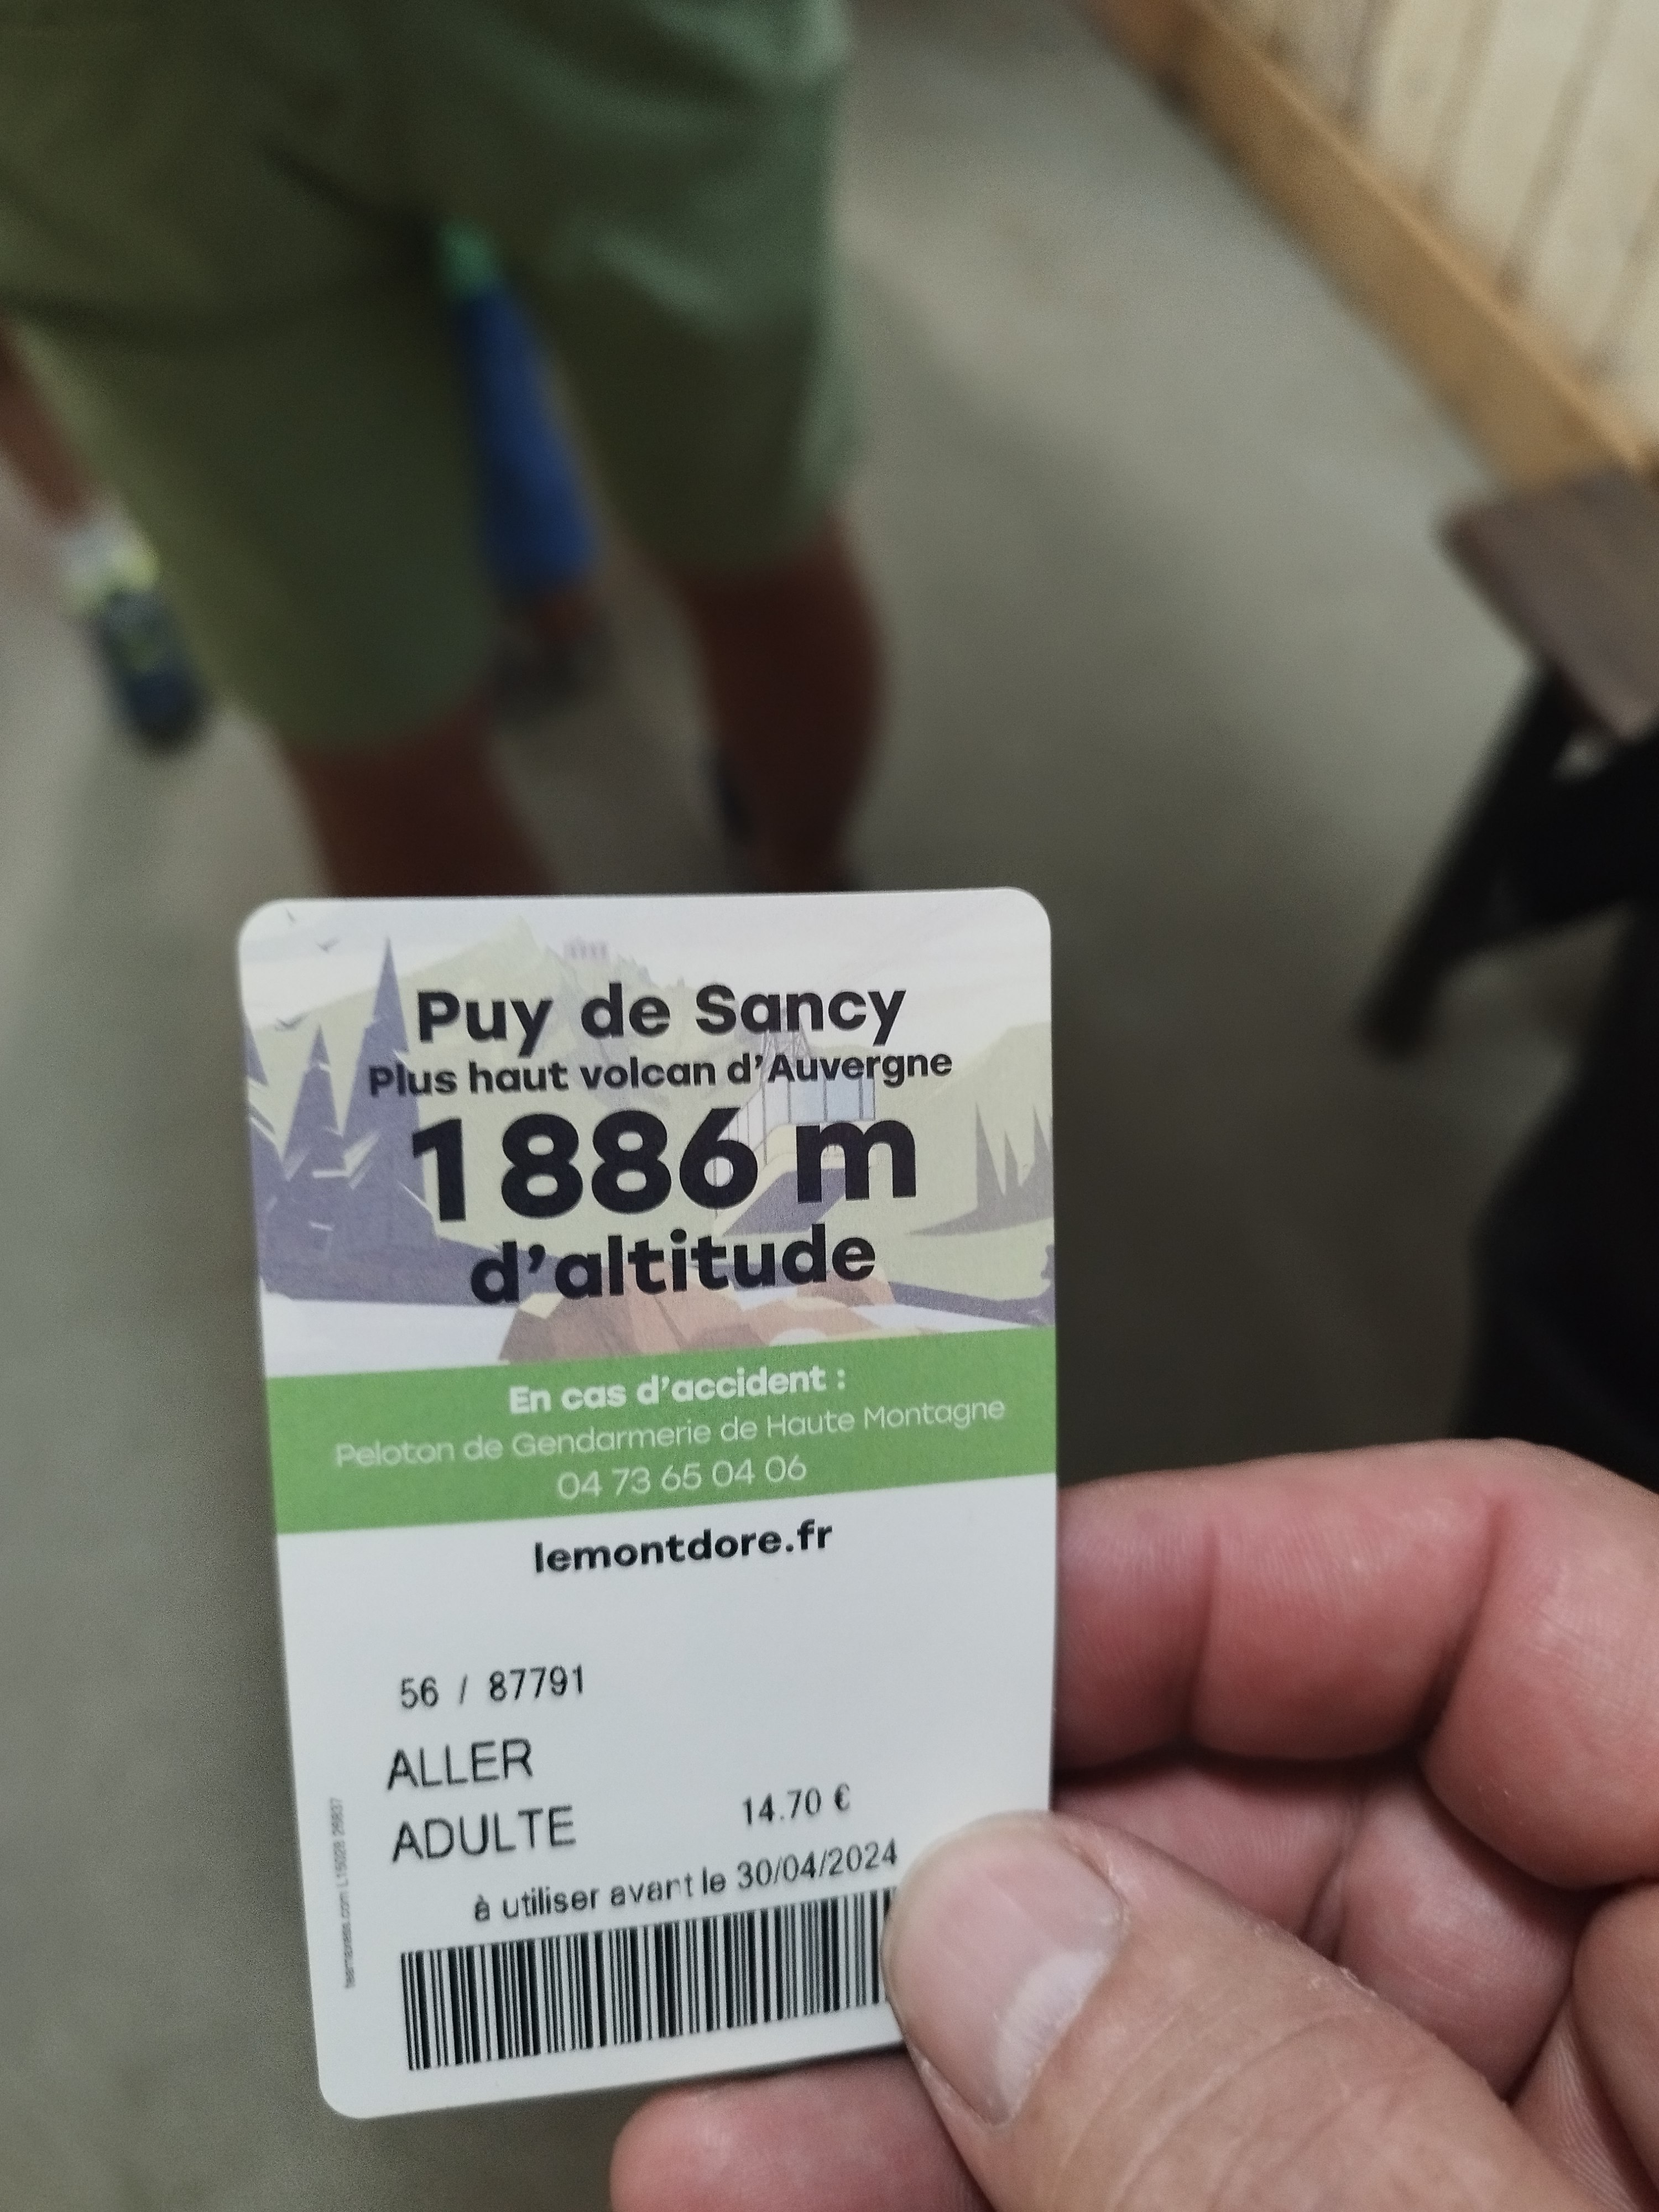 Puy de Sancy
Plus haut volcan d'Auvergne
1886 m
d'altitude
En cas d'accident :
Peloton de Gendarmerie de Haute Montagne
04 73 65 04 06
lemontdore.fr
56 / 87791
ALLER
ADULTE 14.70 €
à utiliser avant le 30/04/2024